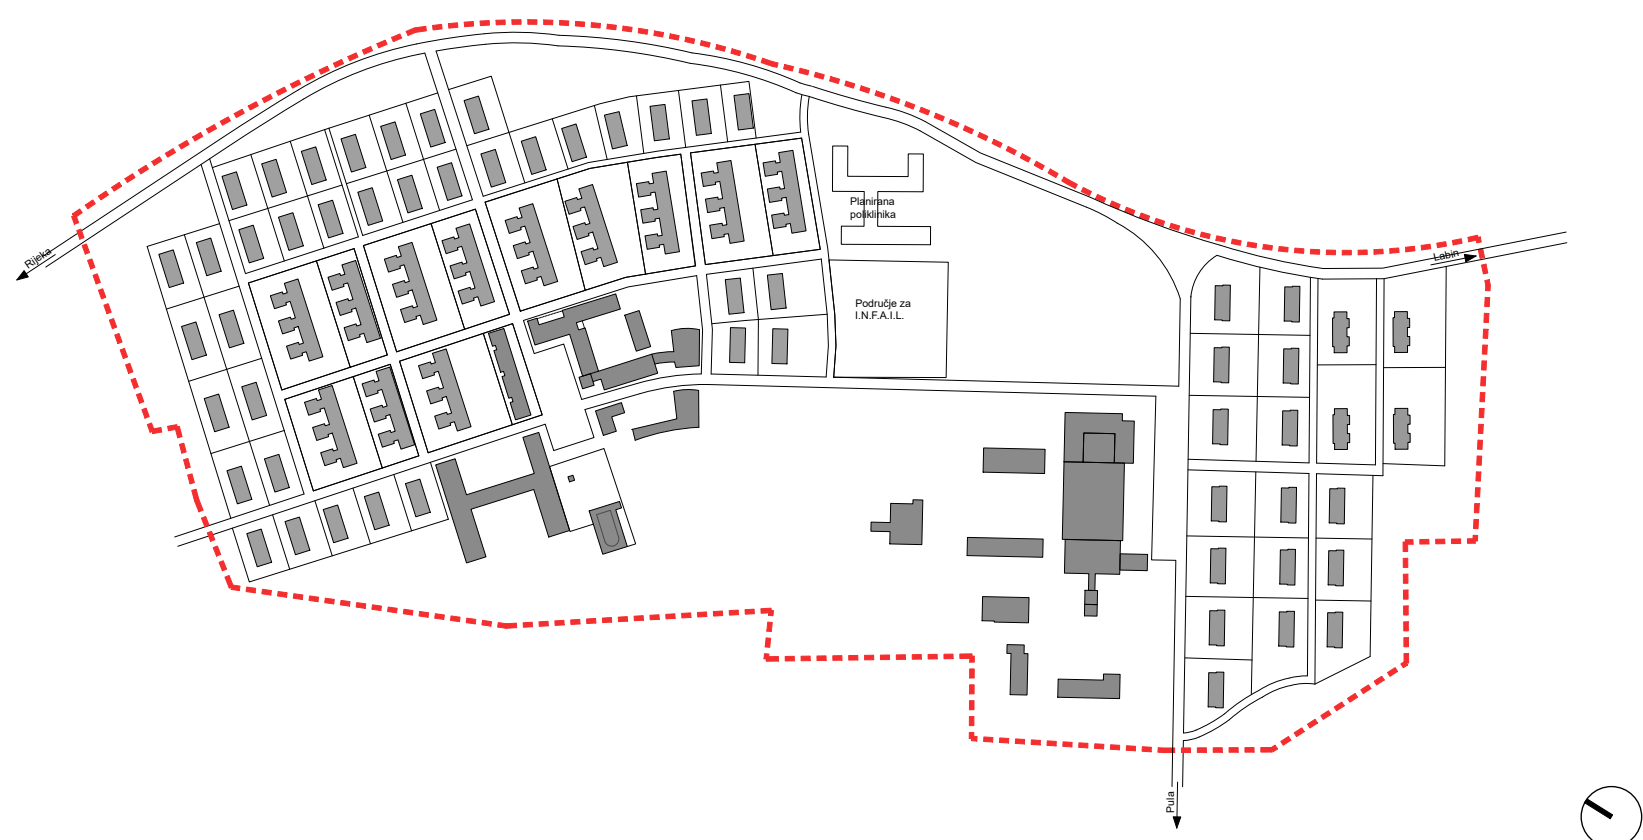 Planirana
poliklinika
Rijeka
Labin
Područje za
I.N.F.A.I.L.
Pula